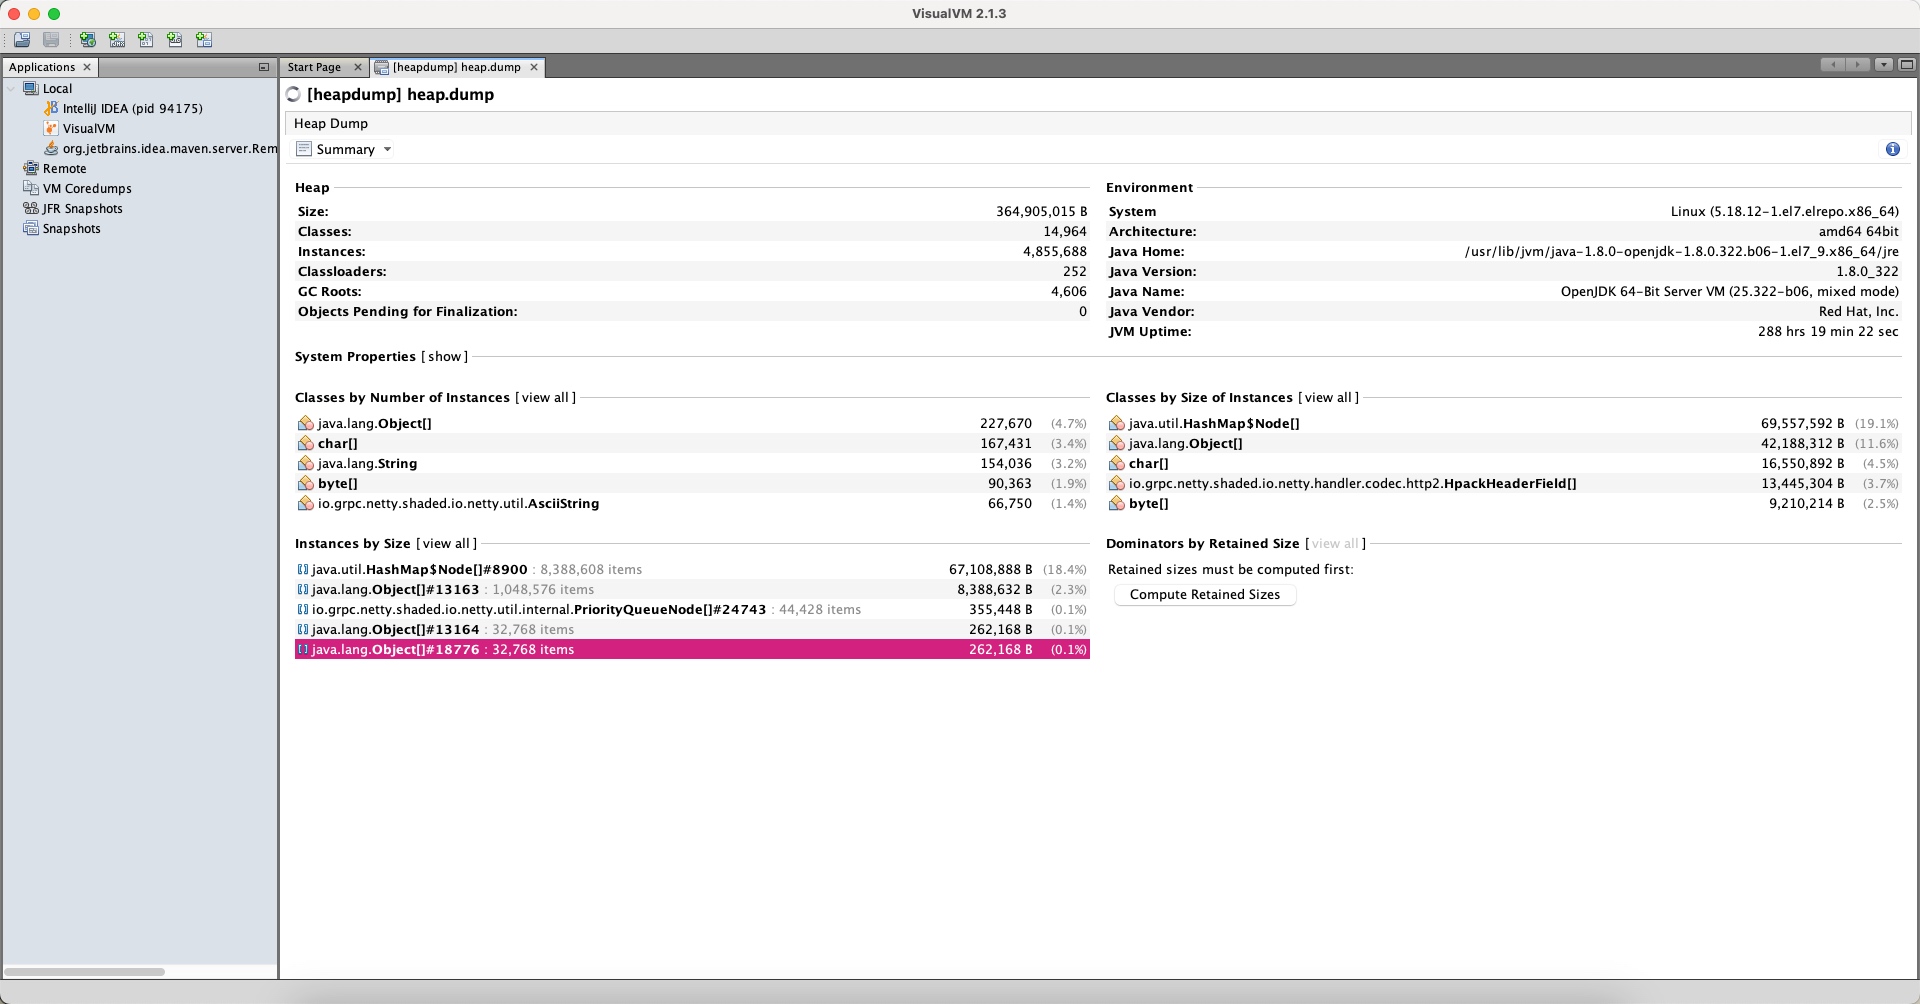 VisualVM 2.1.3
Applications
Start Page
[heapdump] heap.dump
Local
IntelliJ IDEA (pid 94175)
VisualVM
org.jetbrains.idea.maven.server.Rem
Remote
VM Coredumps
JFR Snapshots
Snapshots
[heapdump] heap.dump
Heap Dump
Summary
Heap
Size: 364,905,015 B
Classes: 14,964
Instances: 4,855,688
Classloaders: 252
GC Roots: 4,606
Objects Pending for Finalization: 0
Environment
System Linux (5.18.12-1.el7.elrepo.x86_64)
Architecture: amd64 64bit
Java Home: /usr/lib/jvm/java-1.8.0-openjdk-1.8.0.322.b06-1.el7_9.x86_64/jre
Java Version: 1.8.0_322
Java Name: OpenJDK 64-Bit Server VM (25.322-b06, mixed mode)
Java Vendor: Red Hat, Inc.
JVM Uptime: 288 hrs 19 min 22 sec
System Properties [ show ]
Classes by Number of Instances [ view all ]
java.lang.Object[] 227,670 (4.7%)
char[] 167,431 (3.4%)
java.lang.String 154,036 (3.2%)
byte[] 90,363 (1.9%)
io.grpc.netty.shaded.io.netty.util.AsciiString 66,750 (1.4%)
Classes by Size of Instances [ view all ]
java.util.HashMap$Node[] 69,557,592 B (19.1%)
java.lang.Object[] 42,188,312 B (11.6%)
char[] 16,550,892 B (4.5%)
io.grpc.netty.shaded.io.netty.handler.codec.http2.HpackHeaderField[] 13,445,304 B (3.7%)
byte[] 9,210,214 B (2.5%)
Instances by Size [ view all ]
java.util.HashMap$Node[]#8900 : 8,388,608 items 67,108,888 B (18.4%)
java.lang.Object[]#13163 : 1,048,576 items 8,388,632 B (2.3%)
io.grpc.netty.shaded.io.netty.util.internal.PriorityQueueNode[]#24743 : 44,428 items 355,448 B (0.1%)
java.lang.Object[]#13164 : 32,768 items 262,168 B (0.1%)
java.lang.Object[]#18776 : 32,768 items 262,168 B (0.1%)
Dominators by Retained Size [ view all ]
Retained sizes must be computed first:
Compute Retained Sizes